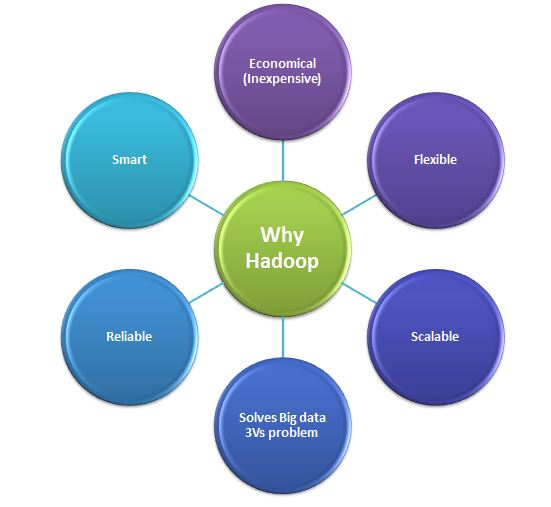 Economical
(Inexpensive)
Smart
Flexible
Why
Hadoop
Reliable
Scalable
Solves Big data
3Vs problem